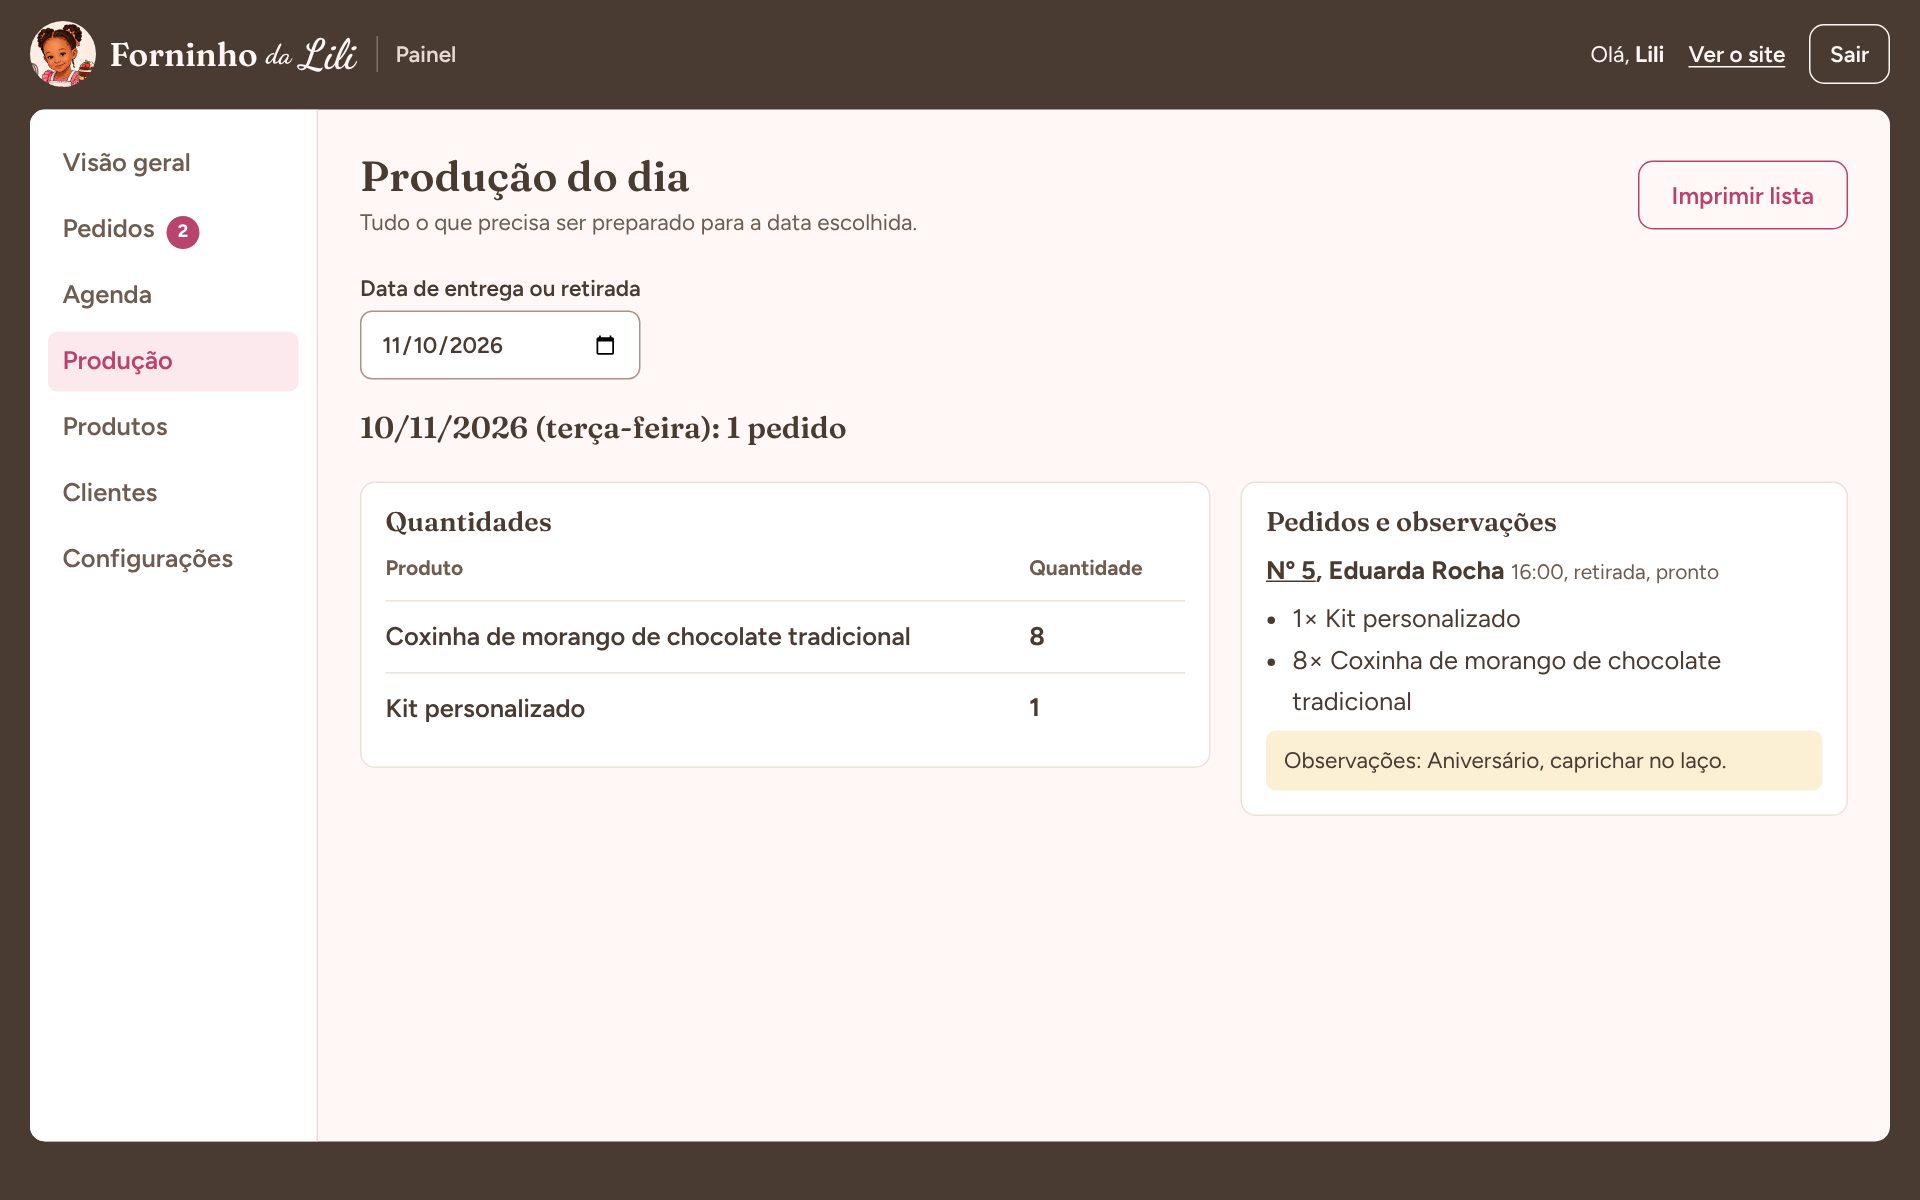 Forninho da Lili
Painel
Olá, Lili
Ver o site
Sair
Visão geral
Pedidos 2
Agenda
Produção
Produtos
Clientes
Configurações
Produção do dia
Tudo o que precisa ser preparado para a data escolhida.
Imprimir lista
Data de entrega ou retirada
11/10/2026
10/11/2026 (terça-feira): 1 pedido
Quantidades
Produto Quantidade
Coxinha de morango de chocolate tradicional 8
Kit personalizado 1
Pedidos e observações
Nº 5, Eduarda Rocha 16:00, retirada, pronto
• 1× Kit personalizado
• 8× Coxinha de morango de chocolate
tradicional
Observações: Aniversário, caprichar no laço.